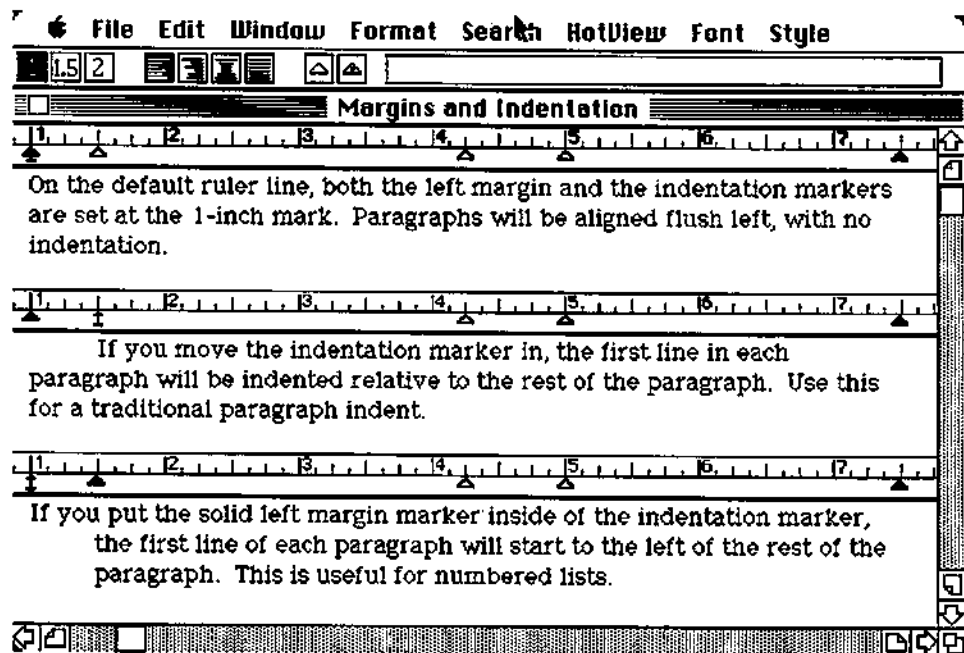 File Edit Window Format Search HotView Font Style
1.5 2
Margins and Indentation
1 2 3 4 5 6 7
On the default ruler line, both the left margin and the indentation markers
are set at the 1-inch mark. Paragraphs will be aligned flush left, with no
indentation.
1 2 3 4 5 6 7
If you move the indentation marker in, the first line in each
paragraph will be indented relative to the rest of the paragraph. Use this
for a traditional paragraph indent.
1 2 3 4 5 6 7
If you put the solid left margin marker inside of the indentation marker,
the first line of each paragraph will start to the left of the rest of the
paragraph. This is useful for numbered lists.